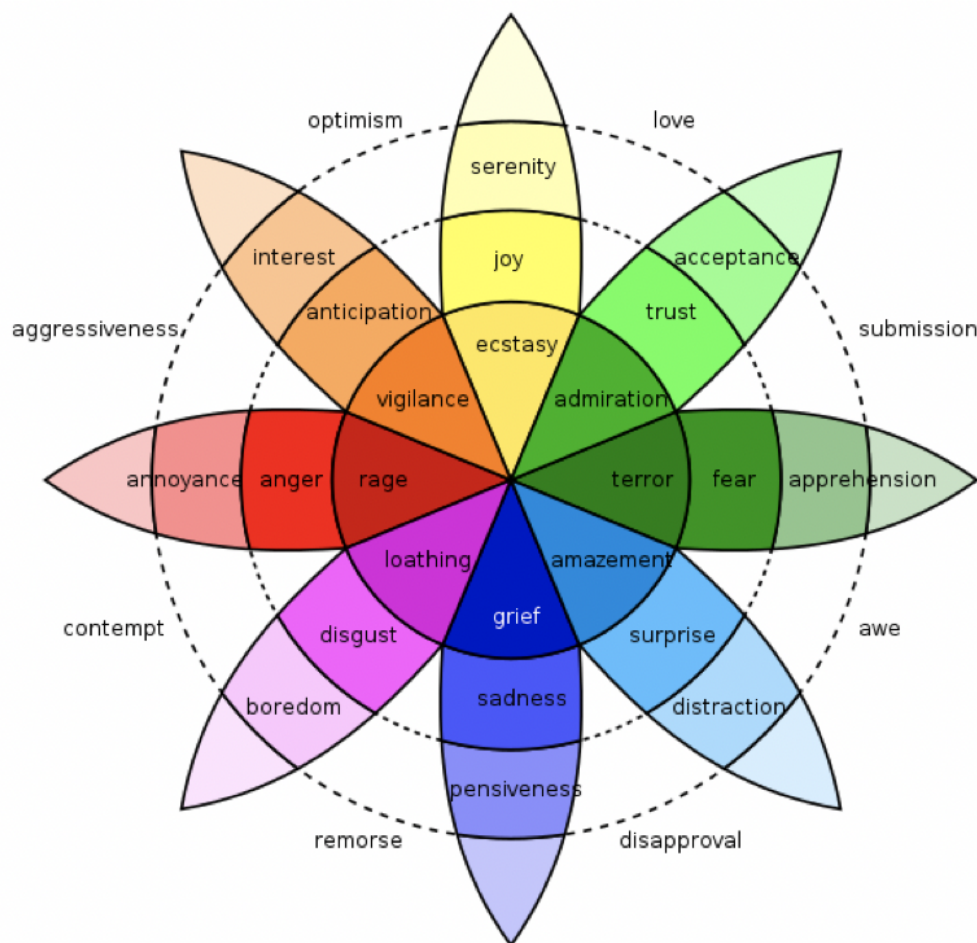 optimism
love
serenity
interest
joy
acceptance
anticipation
trust
aggressiveness
ecstasy
submission
vigilance
admiration
annoyance
anger
rage
terror
fear
apprehension
loathing
amazement
grief
contempt
disgust
surprise
awe
boredom
sadness
distraction
pensiveness
remorse
disapproval